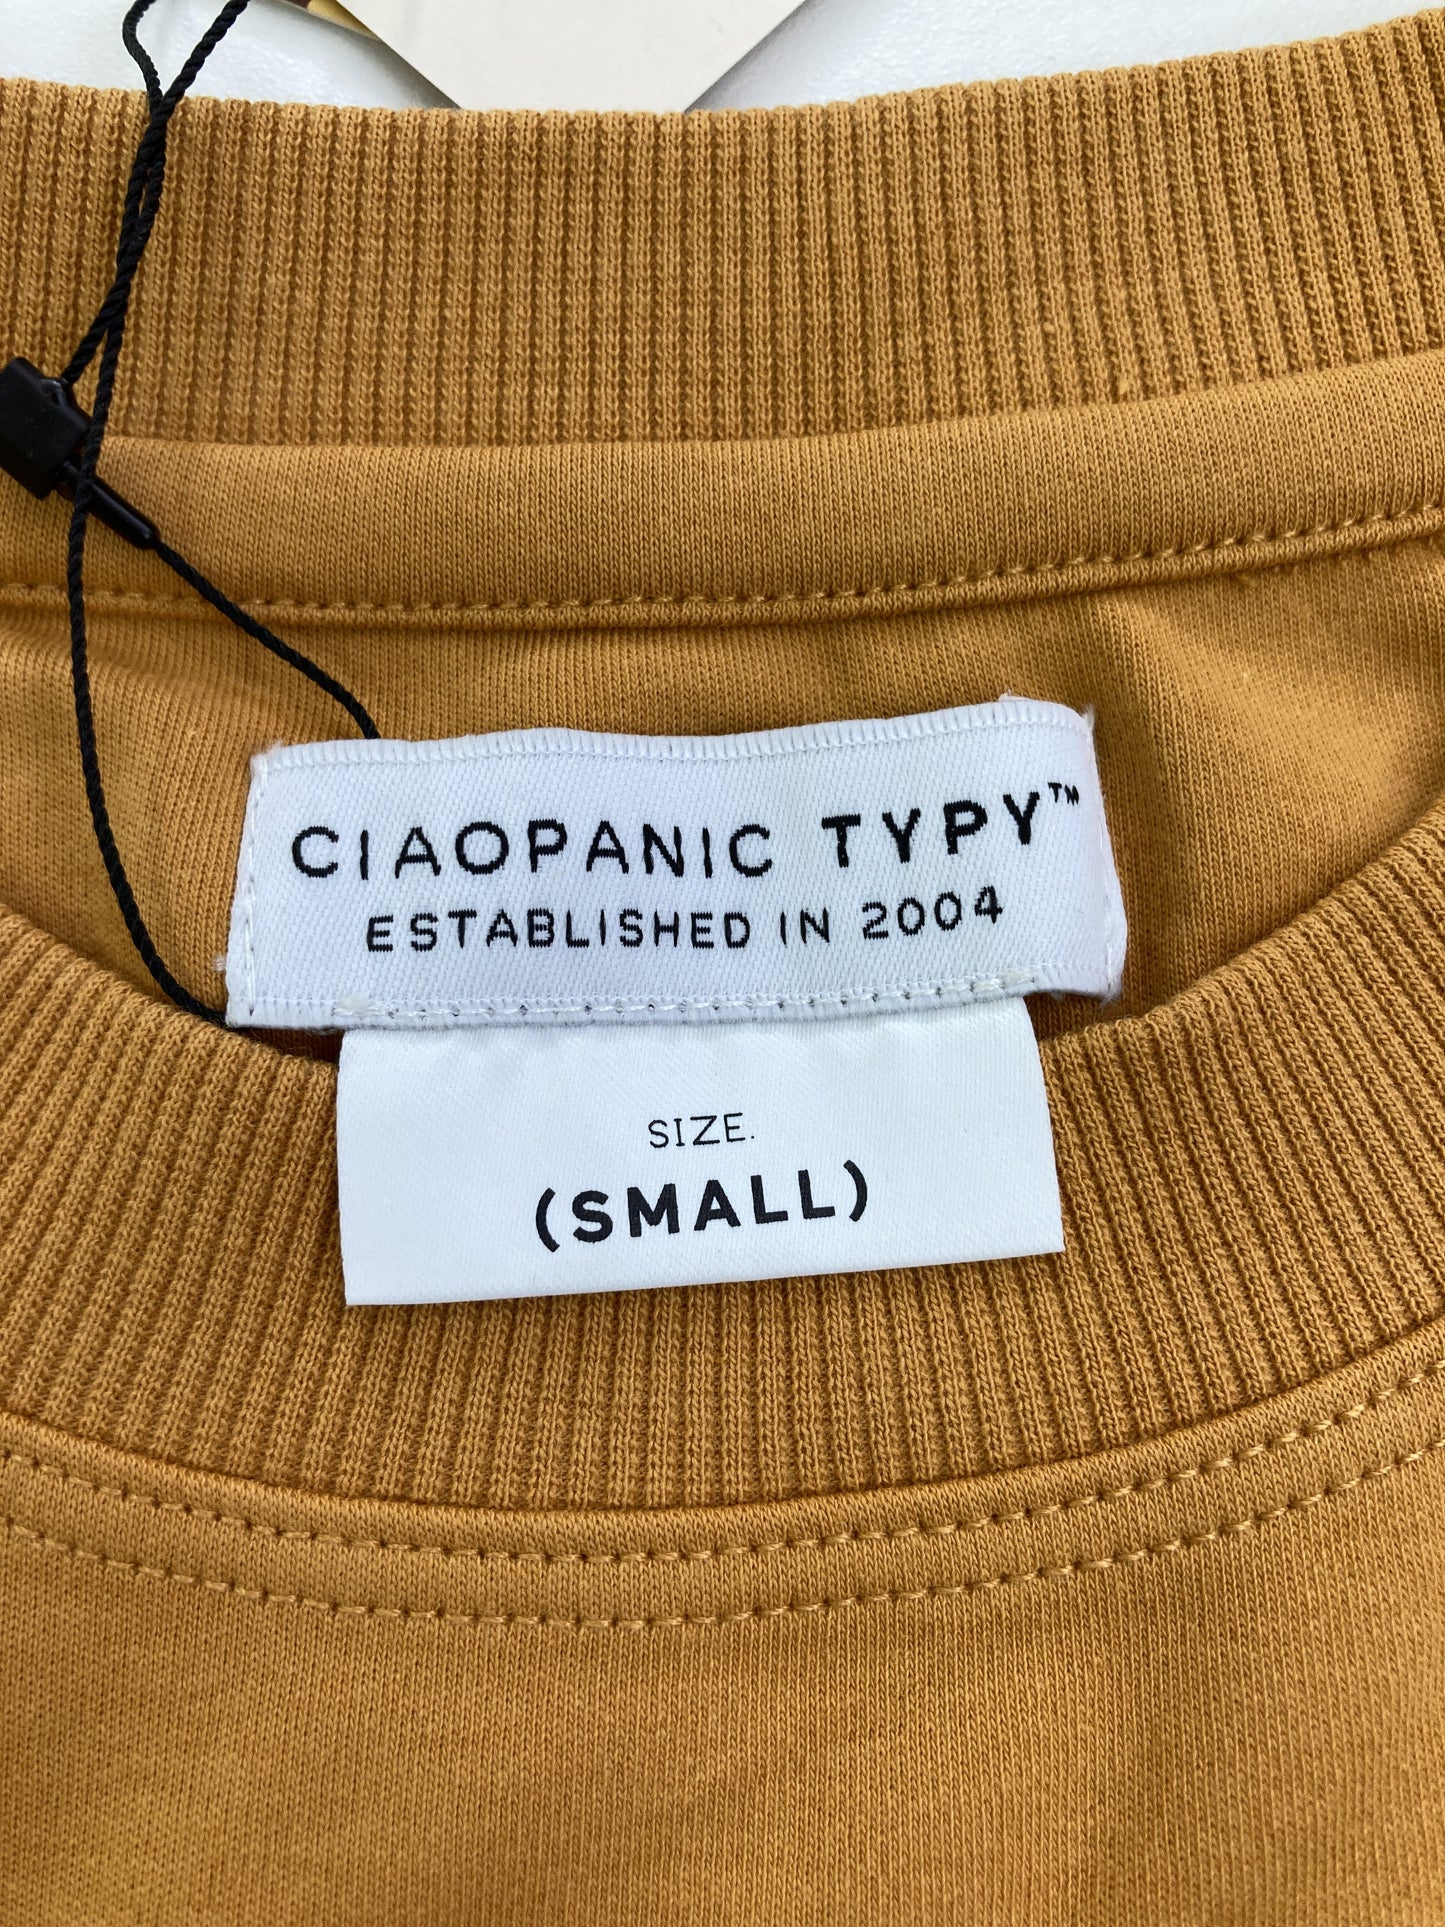 CIAOPANIC TYPY™
ESTABLISHED IN 2004
SIZE.
(SMALL)